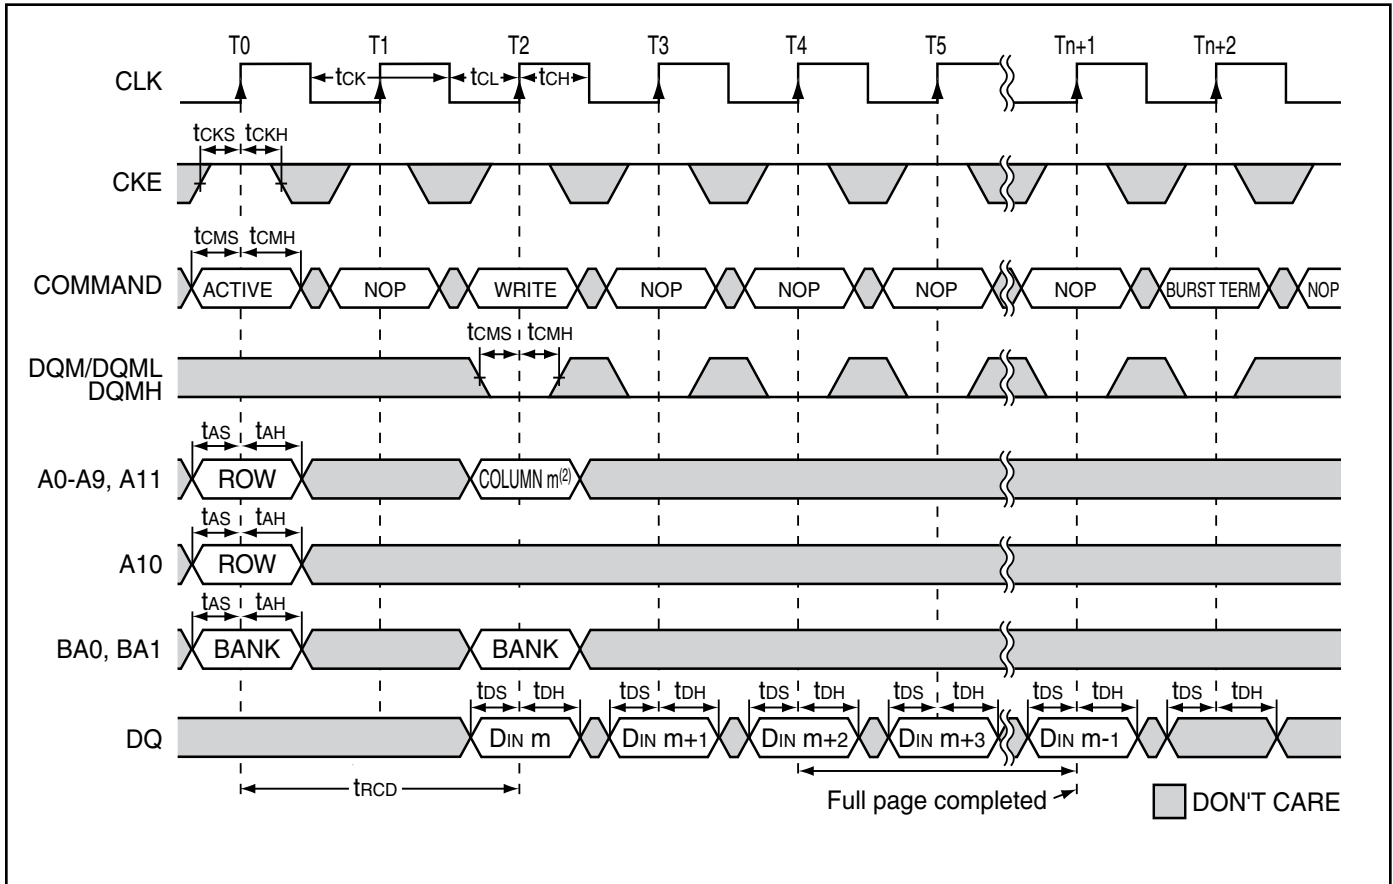 T0 T1 T2 T3 T4 T5 Tn+1 Tn+2
CLK tCK tCL tCH
tCKS tCKH
CKE
tCMS tCMH
COMMAND ACTIVE NOP WRITE NOP NOP NOP NOP BURST TERM NOP
tCMS tCMH
DQM/DQML
DQMH
tAS tAH
A0-A9, A11 ROW COLUMN m(2)
tAS tAH
A10 ROW
tAS tAH
BA0, BA1 BANK BANK
tDS tDH tDS tDH tDS tDH tDS tDH tDS tDH tDS tDH
DQ DIN m DIN m+1 DIN m+2 DIN m+3 DIN m-1
tRCD
Full page completed DON'T CARE